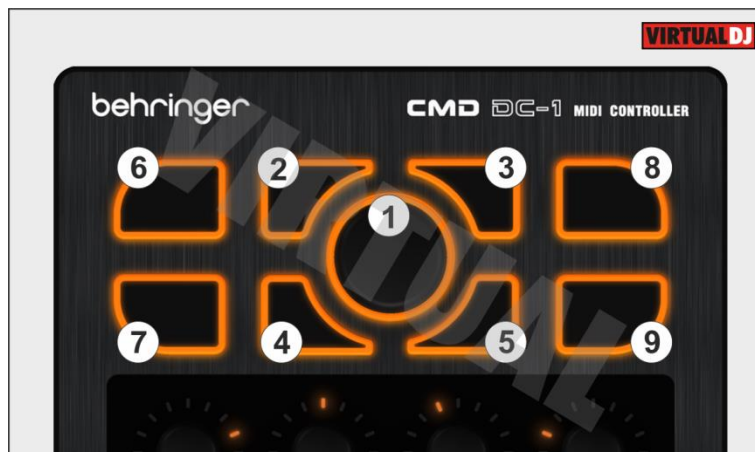 VIRTUALDJ
behringer
CMD DC-1 MIDI CONTROLLER
6 2 3 8
1
7 4 5 9
VIRTUAL